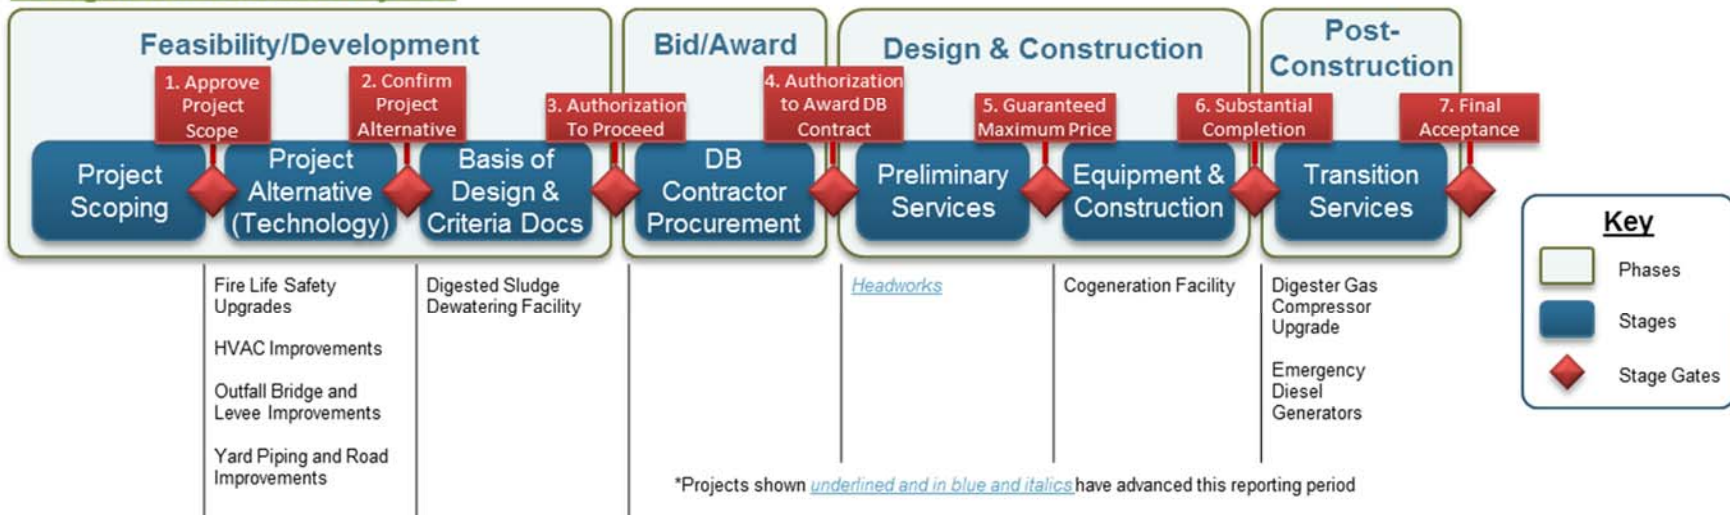 Feasibility/Development
Bid/Award
Design & Construction
Post-
Construction
1. Approve
Project
Scope
2. Confirm
Project
Alternative
3. Authorization
To Proceed
4. Authorization
to Award DB
Contract
5. Guaranteed
Maximum Price
6. Substantial
Completion
7. Final
Acceptance
Project
Scoping
Project
Alternative
(Technology)
Basis of
Design &
Criteria Docs
DB
Contractor
Procurement
Preliminary
Services
Equipment &
Construction
Transition
Services
Fire Life Safety
Upgrades
HVAC Improvements
Outfall Bridge and
Levee Improvements
Yard Piping and Road
Improvements
Digested Sludge
Dewatering Facility
Headworks
Cogeneration Facility
Digester Gas
Compressor
Upgrade
Emergency
Diesel
Generators
Key
Phases
Stages
Stage Gates
*Projects shown underlined and in blue and italics have advanced this reporting period